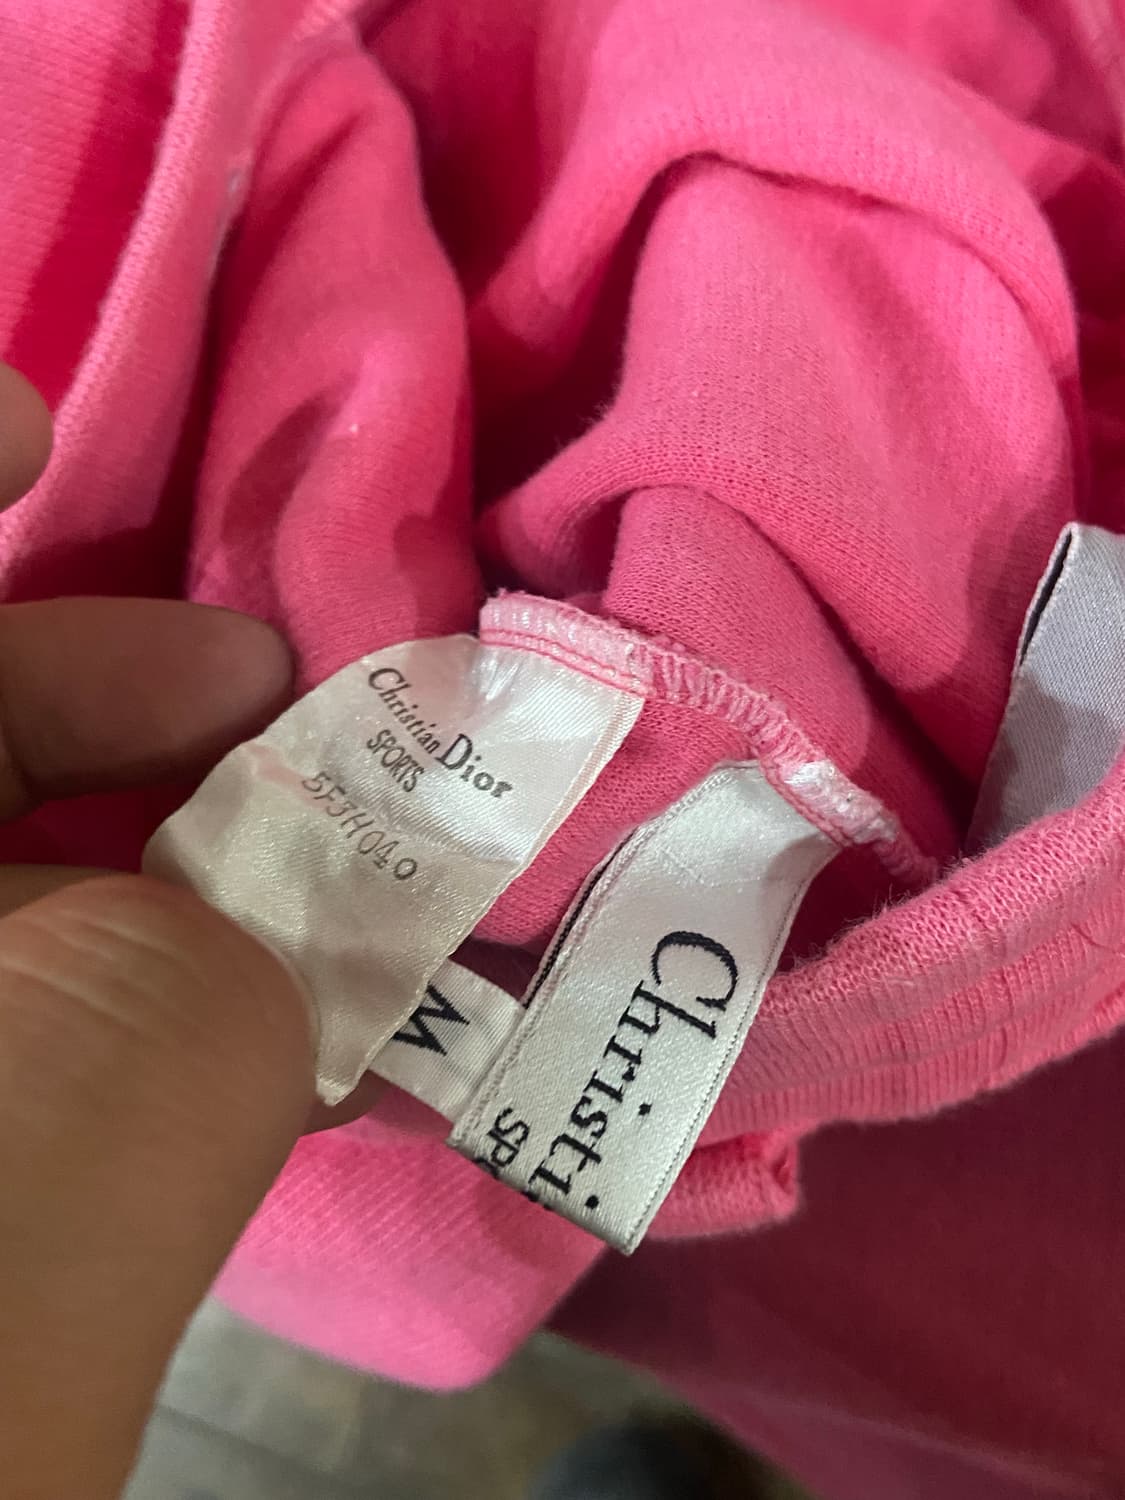 Christian Dior
SPORTS
5F3H040
M
Christi
SP